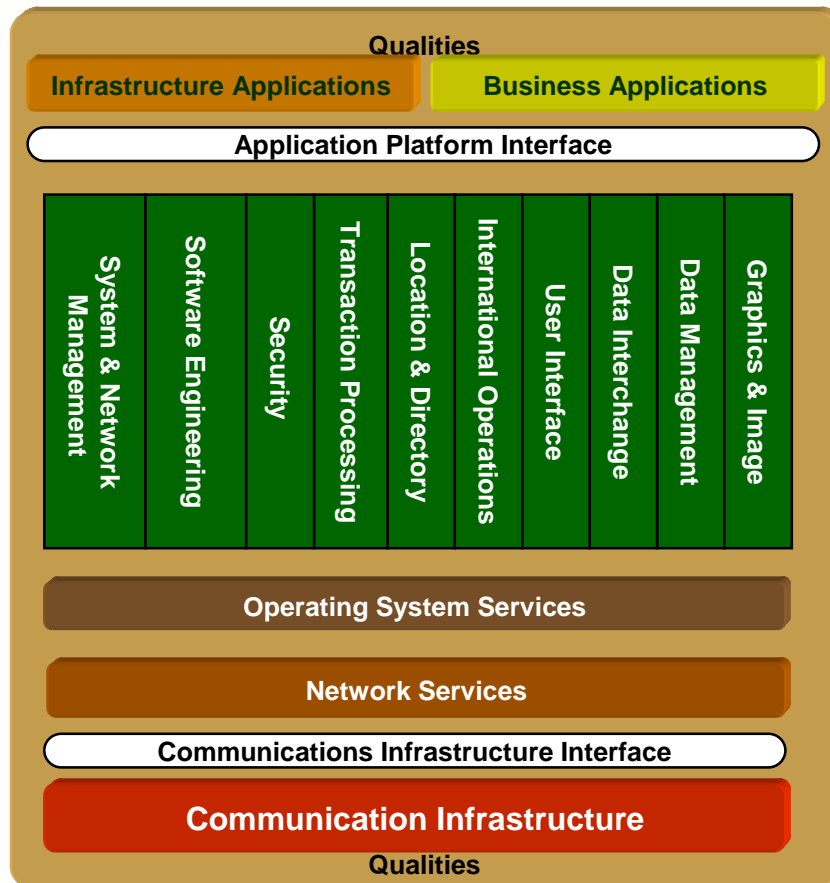 Qualities
Infrastructure Applications
Business Applications
Application Platform Interface
System & Network
Management
Software Engineering
Security
Transaction Processing
Location & Directory
International Operations
User Interface
Data Interchange
Data Management
Graphics & Image
Operating System Services
Network Services
Communications Infrastructure Interface
Communication Infrastructure
Qualities